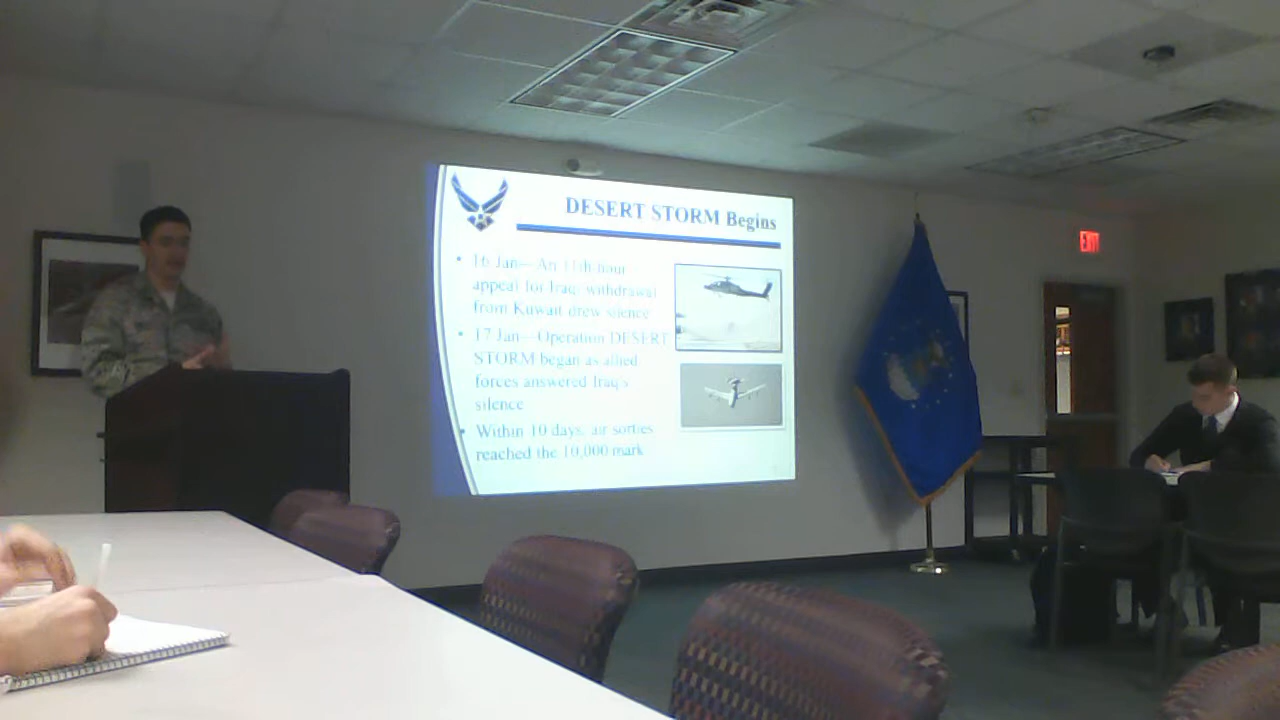 DESERT STORM Begins
• 16 Jan—An 11th-hour
appeal for Iraqi withdrawal
from Kuwait drew silence
• 17 Jan—Operation DESERT
STORM began as allied
forces answered Iraq's
silence
• Within 10 days, air sorties
reached the 10,000 mark
EXIT